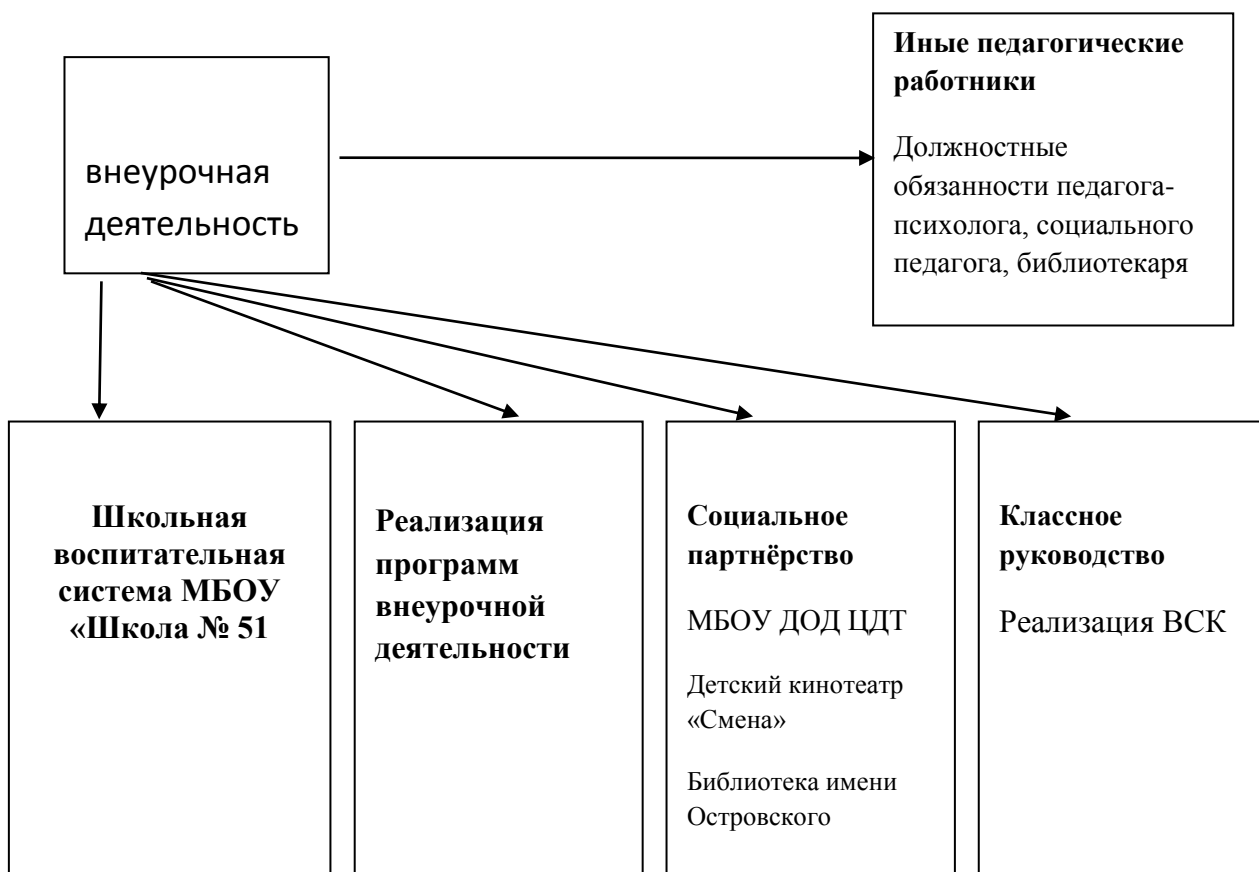 Иные педагогические
работники
Должностные
обязанности педагога-
психолога, социального
педагога, библиотекаря
внеурочная
деятельность
Школьная
воспитательная
система МБОУ
«Школа № 51
Реализация
программ
внеурочной
деятельности
Социальное
партнёрство
МБОУ ДОД ЦДТ
Детский кинотеатр
«Смена»
Библиотека имени
Островского
Классное
руководство
Реализация ВСК